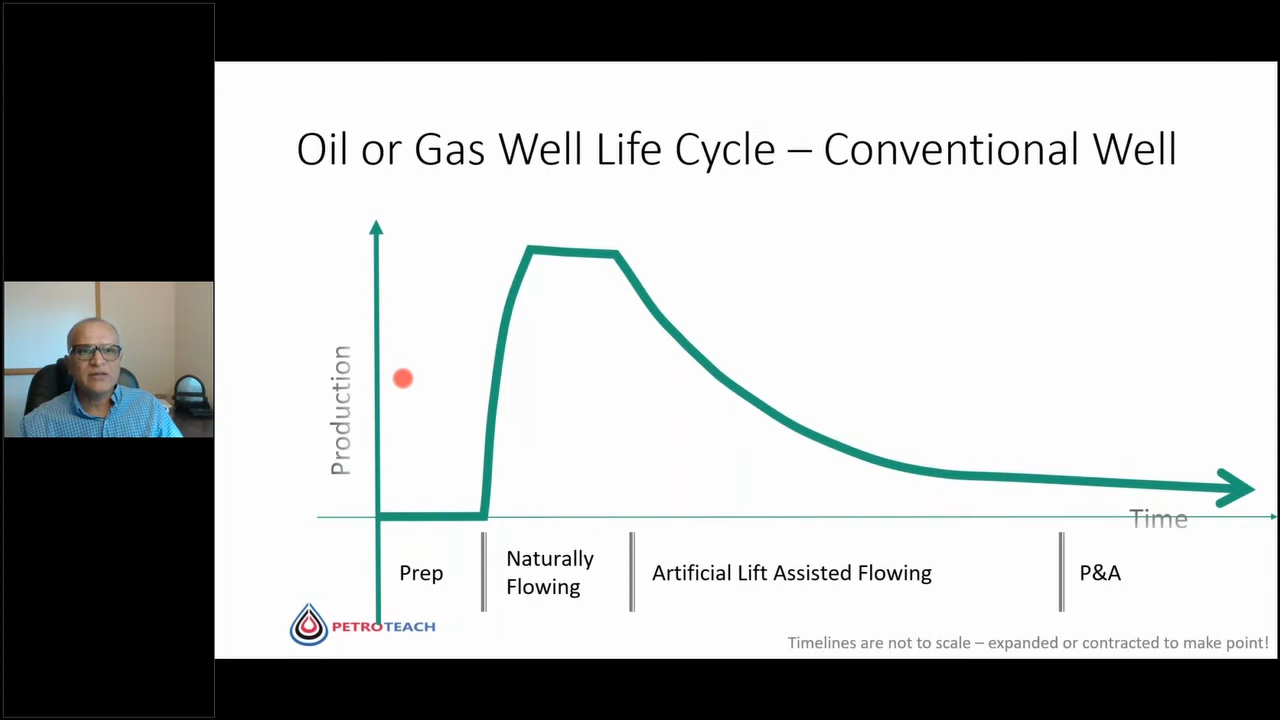 Oil or Gas Well Life Cycle – Conventional Well
Production
Time
Prep
Naturally
Flowing
Artificial Lift Assisted Flowing
P&A
PETROTEACH
Timelines are not to scale – expanded or contracted to make point!